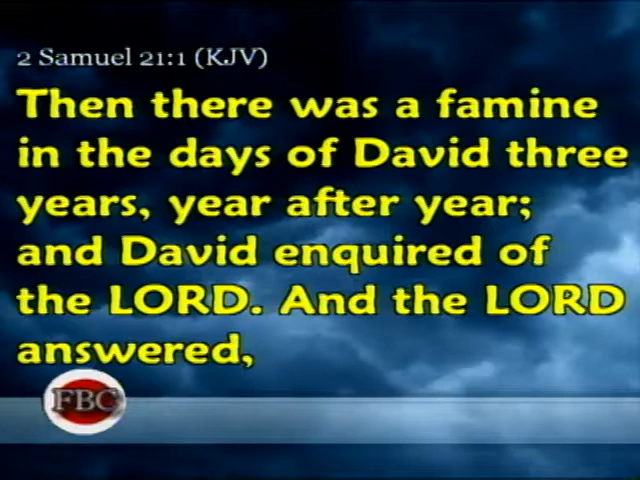 2 Samuel 21:1 (KJV)
Then there was a famine
in the days of David three
years, year after year;
and David enquired of
the LORD. And the LORD
answered,
FBC